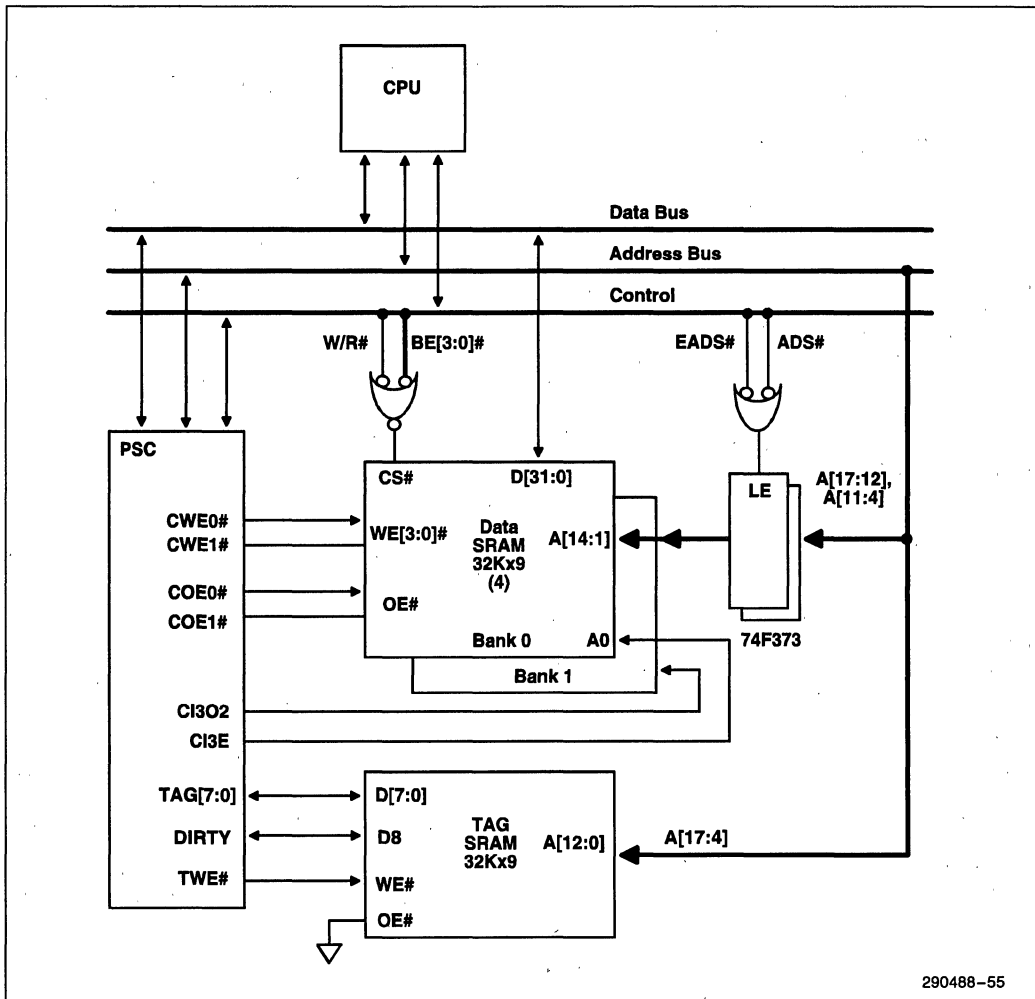 CPU
Data Bus
Address Bus
Control
W/R#
BE[3:0]#
EADS#
ADS#
PSC
CS#
D[31:0]
LE
A[17:12],
A[11:4]
CWE0#
CWE1#
WE[3:0]#
Data
SRAM
32Kx9
(4)
A[14:1]
COE0#
COE1#
OE#
Bank 0
A0
74F373
Bank 1
CI3O2
CI3E
TAG[7:0]
D[7:0]
TAG
SRAM
32Kx9
A[12:0]
A[17:4]
DIRTY
D8
TWE#
WE#
OE#
290488-55